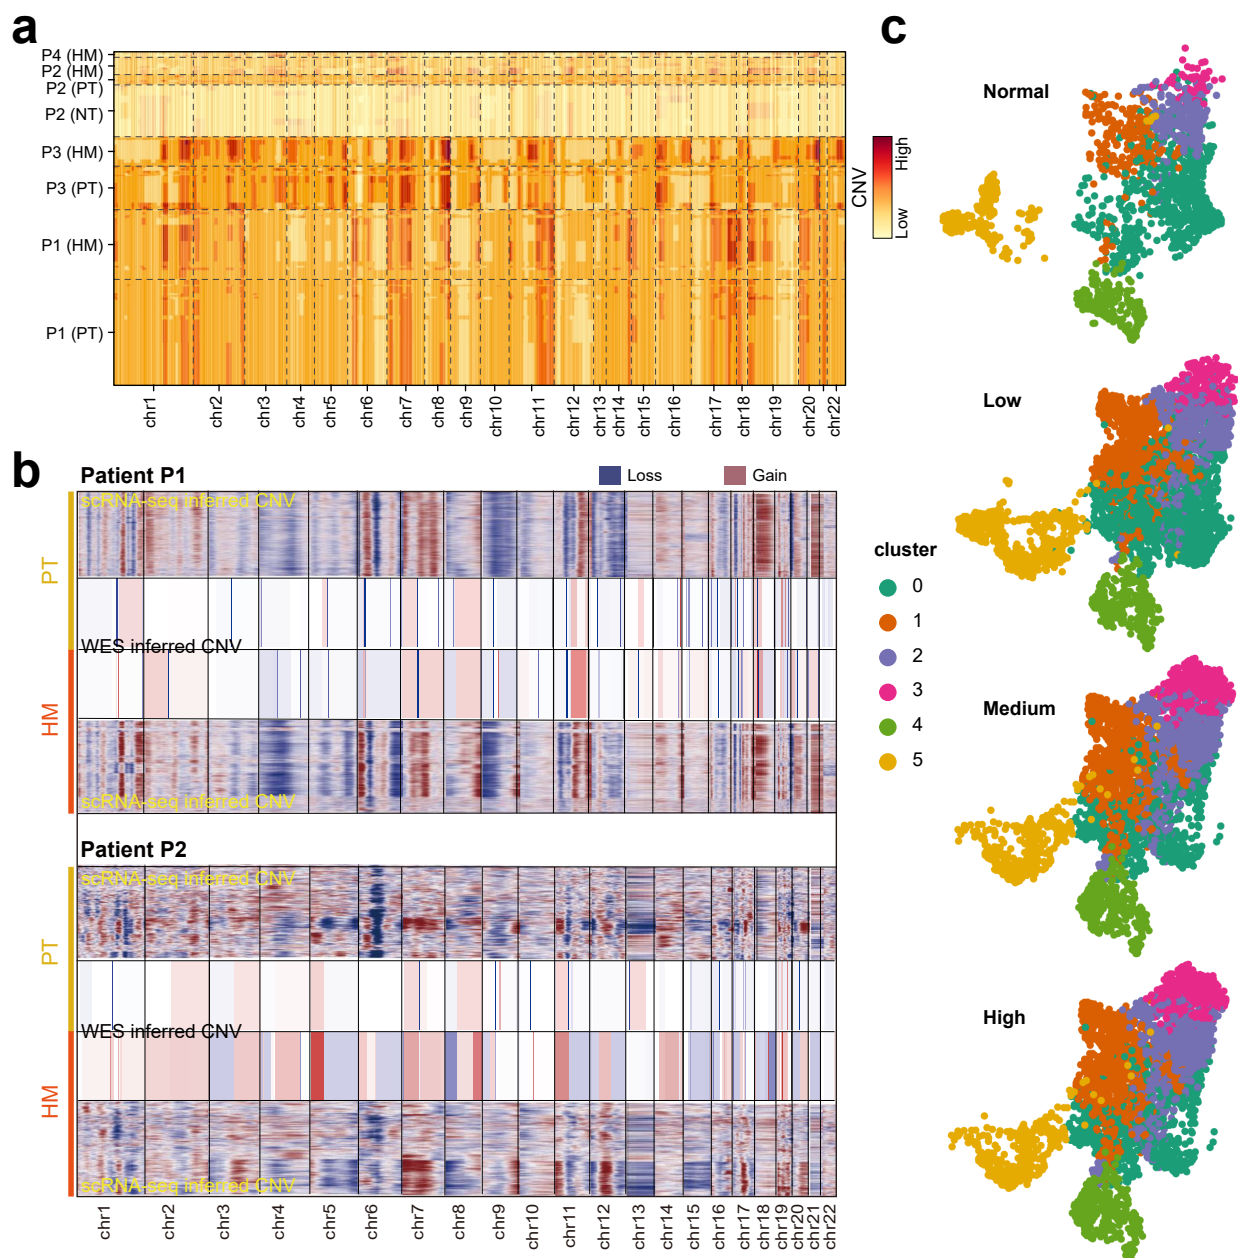 a
P4 (HM)
P2 (HM)
P2 (PT)
P2 (NT)
P3 (HM)
P3 (PT)
P1 (HM)
P1 (PT)
chr1
chr2
chr3
chr4
chr5
chr6
chr7
chr8
chr9
chr10
chr11
chr12
chr13
chr14
chr15
chr16
chr17
chr18
chr19
chr20
chr22
High
Low
CNV
b
Patient P1
Loss
Gain
PT
scRNA-seq inferred CNV
WES inferred CNV
HM
scRNA-seq inferred CNV
Patient P2
PT
scRNA-seq inferred CNV
WES inferred CNV
HM
scRNA-seq inferred CNV
chr1
chr2
chr3
chr4
chr5
chr6
chr7
chr8
chr9
chr10
chr11
chr12
chr13
chr14
chr15
chr16
chr17
chr18
chr19
chr20
chr21
chr22
c
Normal
Low
cluster
0
1
2
3
4
5
Medium
High